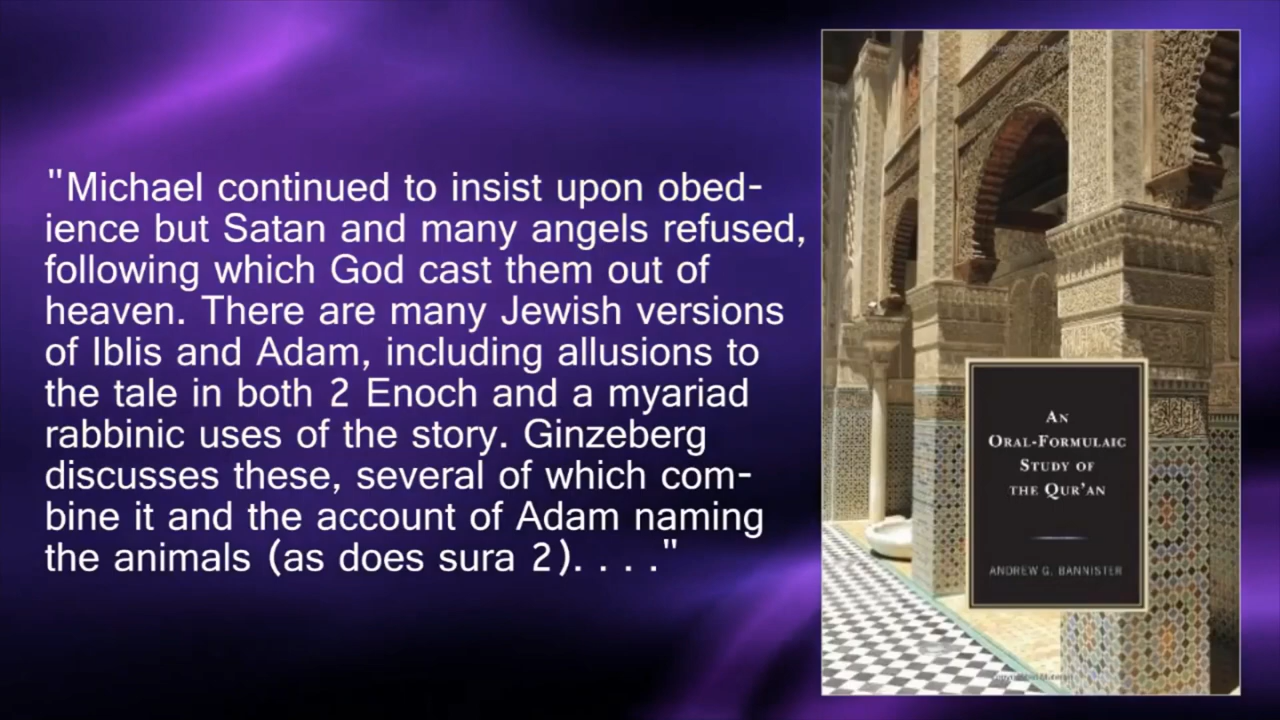 "Michael continued to insist upon obed-
ience but Satan and many angels refused,
following which God cast them out of
heaven. There are many Jewish versions
of Iblis and Adam, including allusions to
the tale in both 2 Enoch and a myariad
rabbinic uses of the story. Ginzeberg
discusses these, several of which com-
bine it and the account of Adam naming
the animals (as does sura 2). . . ."
AN
ORAL-FORMULAIC
STUDY OF
THE QUR'AN
ANDREW G. BANNISTER